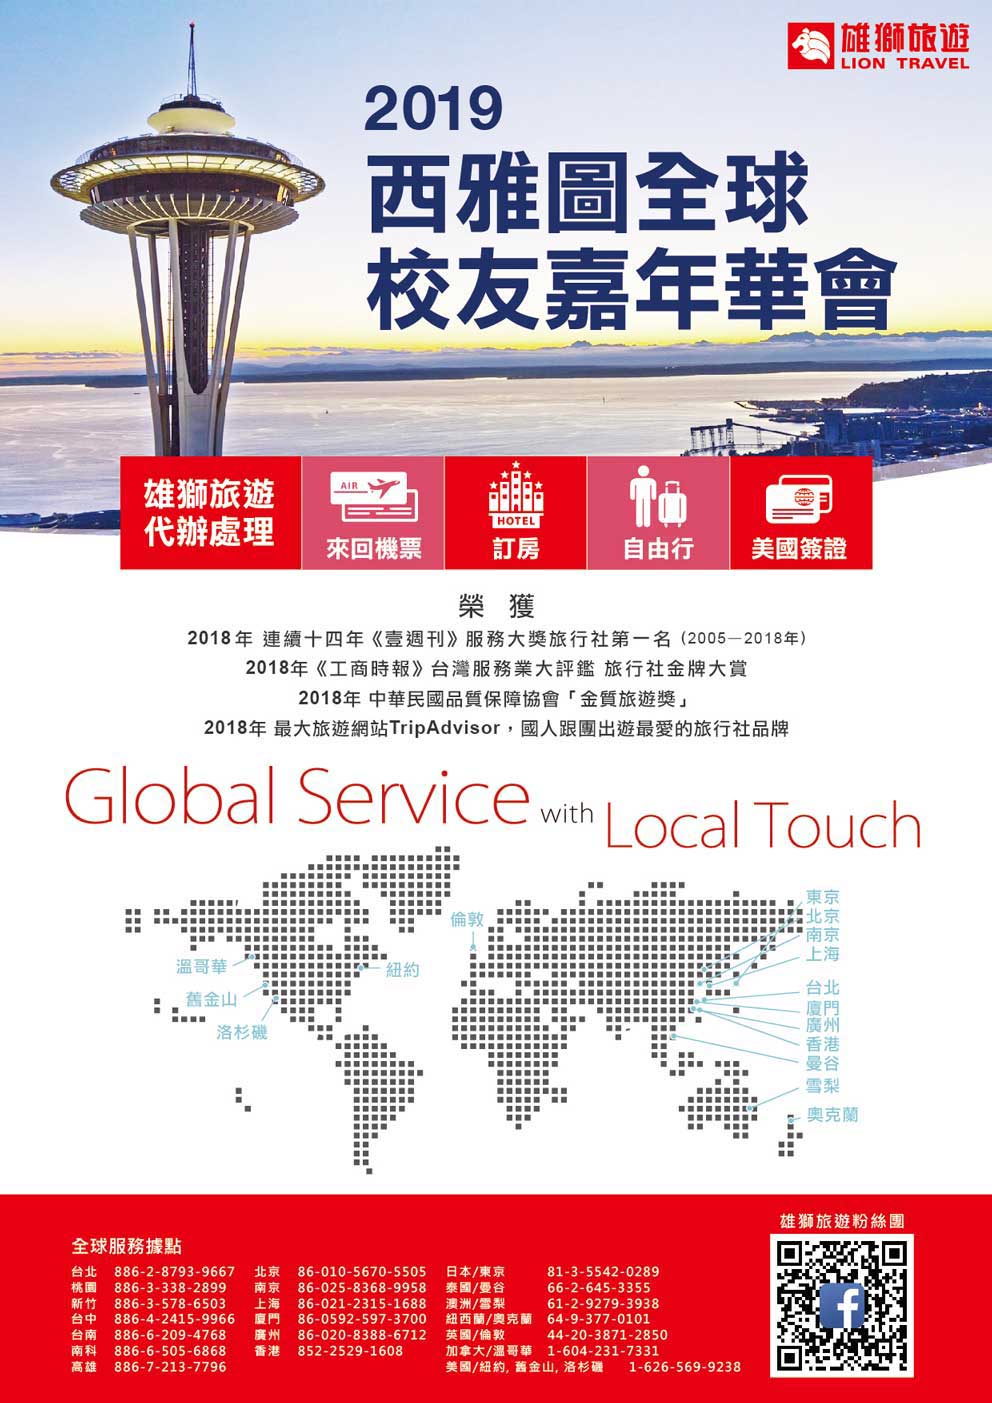 雄獅旅遊
LION TRAVEL
2019
西雅圖全球
校友嘉年華會
雄獅旅遊
代辦處理
AIR
來回機票
HOTEL
訂房
自由行
美國簽證
榮 獲
2018年 連續十四年《壹週刊》服務大獎旅行社第一名 (2005—2018年)
2018年《工商時報》台灣服務業大評鑑 旅行社金牌大賞
2018年 中華民國品質保障協會「金質旅遊獎」
2018年 最大旅遊網站TripAdvisor，國人跟團出遊最愛的旅行社品牌
Global Service with Local Touch
東京
北京
南京
上海
倫敦
溫哥華
紐約
舊金山
洛杉磯
台北
廈門
廣州
香港
曼谷
雪梨
奧克蘭
雄獅旅遊粉絲團
全球服務據點
台北 886-2-8793-9667 北京 86-010-5670-5505 日本/東京 81-3-5542-0289
桃園 886-3-338-2899 南京 86-025-8368-9958 泰國/曼谷 66-2-645-3355
新竹 886-3-578-6503 上海 86-021-2315-1688 澳洲/雪梨 61-2-9279-3938
台中 886-4-2415-9966 廈門 86-0592-597-3700 紐西蘭/奧克蘭 64-9-377-0101
台南 886-6-209-4768 廣州 86-020-8388-6712 英國/倫敦 44-20-3871-2850
南科 886-6-505-6868 香港 852-2529-1608 加拿大/溫哥華 1-604-231-7331
高雄 886-7-213-7796 美國/紐約, 舊金山, 洛杉磯 1-626-569-9238